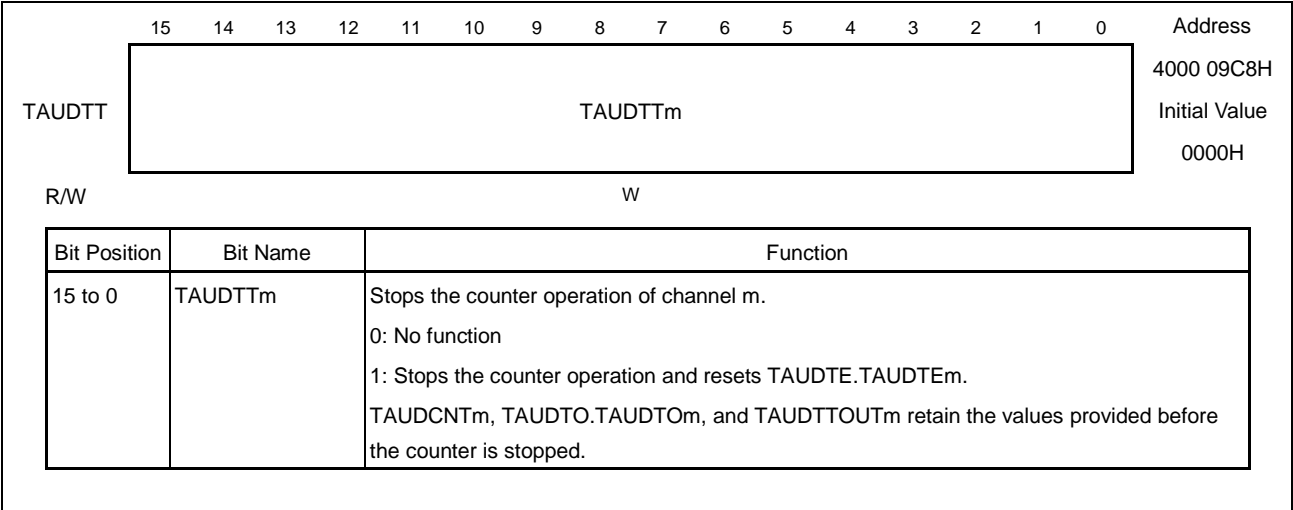 15 14 13 12 11 10 9 8 7 6 5 4 3 2 1 0 Address
4000 09C8H
TAUDTT TAUDTTm Initial Value
0000H
R/W W
Bit Position Bit Name Function
15 to 0 TAUDTTm Stops the counter operation of channel m.
0: No function
1: Stops the counter operation and resets TAUDTE.TAUDTEm.
TAUDCNTm, TAUDTO.TAUDTOm, and TAUDTTOUTm retain the values provided before
the counter is stopped.